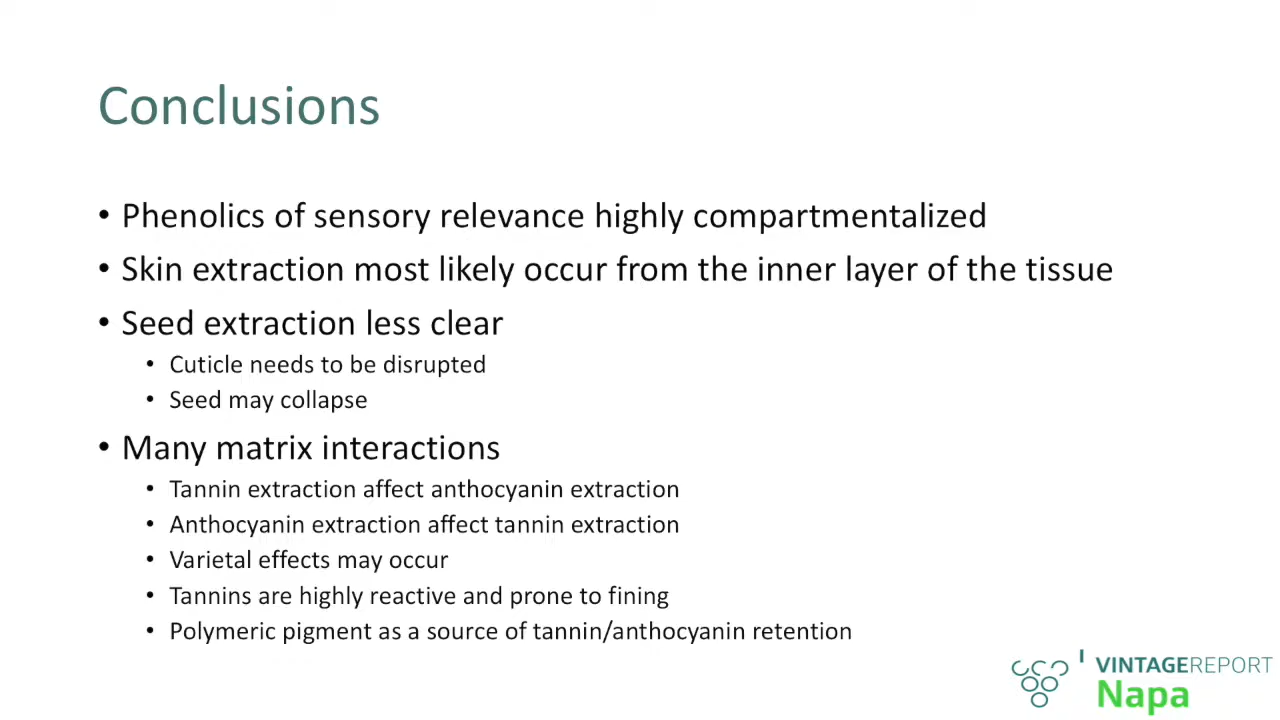 Conclusions
• Phenolics of sensory relevance highly compartmentalized
• Skin extraction most likely occur from the inner layer of the tissue
• Seed extraction less clear
• Cuticle needs to be disrupted
• Seed may collapse
• Many matrix interactions
• Tannin extraction affect anthocyanin extraction
• Anthocyanin extraction affect tannin extraction
• Varietal effects may occur
• Tannins are highly reactive and prone to fining
• Polymeric pigment as a source of tannin/anthocyanin retention
VINTAGEREPORT
Napa